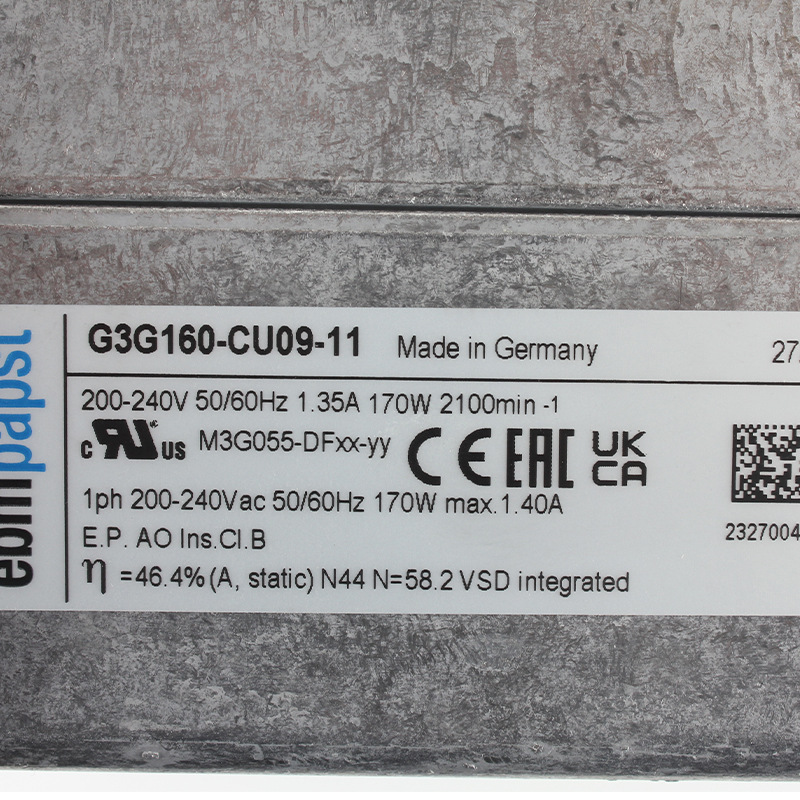 ebmpapst
G3G160-CU09-11 Made in Germany
200-240V 50/60Hz 1.35A 170W 2100min -1
c RU US M3G055-DFxx-yy CE EAC UK CA
1ph 200-240Vac 50/60Hz 170W max.1.40A
E.P. AO Ins.Cl.B
η =46.4% (A, static) N44 N=58.2 VSD integrated
2327004